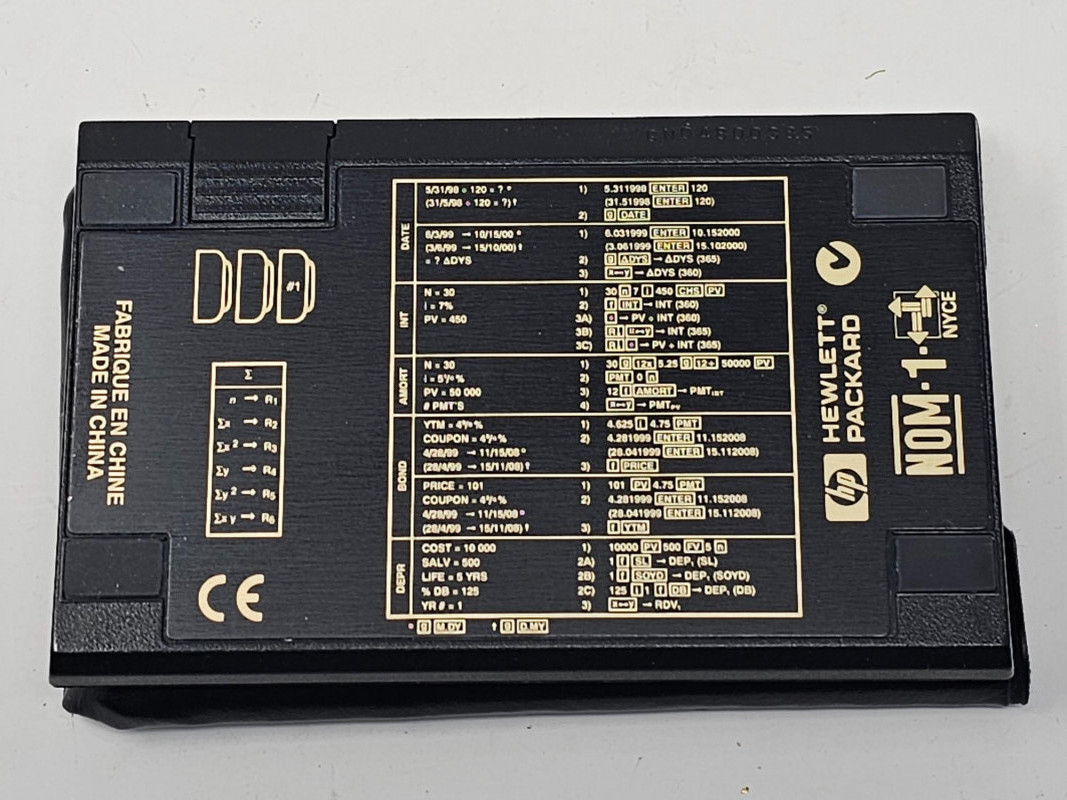 #1
FABRIQUE EN CHINE
MADE IN CHINA
Σ
n → R₁
Σx → R₂
Σx² → R₃
Σy → R₄
Σy² → R₅
Σxy → R₆
CE
DATE
5/31/98 + 120 = ? * 1) 5.311998 ENTER 120
(31/5/98 + 120 = ?)† (31.51998 ENTER 120)
2) g DATE
6/3/99 → 10/15/00 * 1) 6.031999 ENTER 10.152000
(3/6/99 → 15/10/00) † (3.061999 ENTER 15.102000)
= ? ΔDYS 2) g ΔDYS → ΔDYS (365)
3) x↔y → ΔDYS (360)
INT
N = 30 1) 30 n 7 i 450 CHS PV
i = 7% 2) f INT → INT (360)
PV = 450 3A) + → PV + INT (360)
3B) R↓ x↔y → INT (365)
3C) R↓ + → PV + INT (365)
AMORT
N = 30 1) 30 g 12x 5.25 g 12÷ 50000 PV
i = 5¼% 2) PMT 0 n
PV = 50 000 3) 12 f AMORT → PMT
# PMT'S 4) x↔y → PMT
BOND
YTM = 4⅝% 1) 4.625 i 4.75 PMT
COUPON = 4¾% 2) 4.281999 ENTER 11.152008
4/28/99 → 11/15/08 * (28.041999 ENTER 15.112008)
(28/4/99 → 15/11/08) † 3) f PRICE
PRICE = 101 1) 101 PV 4.75 PMT
COUPON = 4¾% 2) 4.281999 ENTER 11.152008
4/28/99 → 11/15/08 * (28.041999 ENTER 15.112008)
(28/4/99 → 15/11/08) † 3) f YTM
DEPR
COST = 10 000 1) 10000 PV 500 FV 5 n
SALV = 500 2A) 1 f SL → DEP, (SL)
LIFE = 5 YRS 2B) 1 f SOYD → DEP, (SOYD)
% DB = 125 2C) 125 i 1 f DB → DEP, (DB)
YR # = 1 3) x↔y → RDV,
* g M.DY † g D.MY
hp HEWLETT®
PACKARD
NOM-1-
NYCE